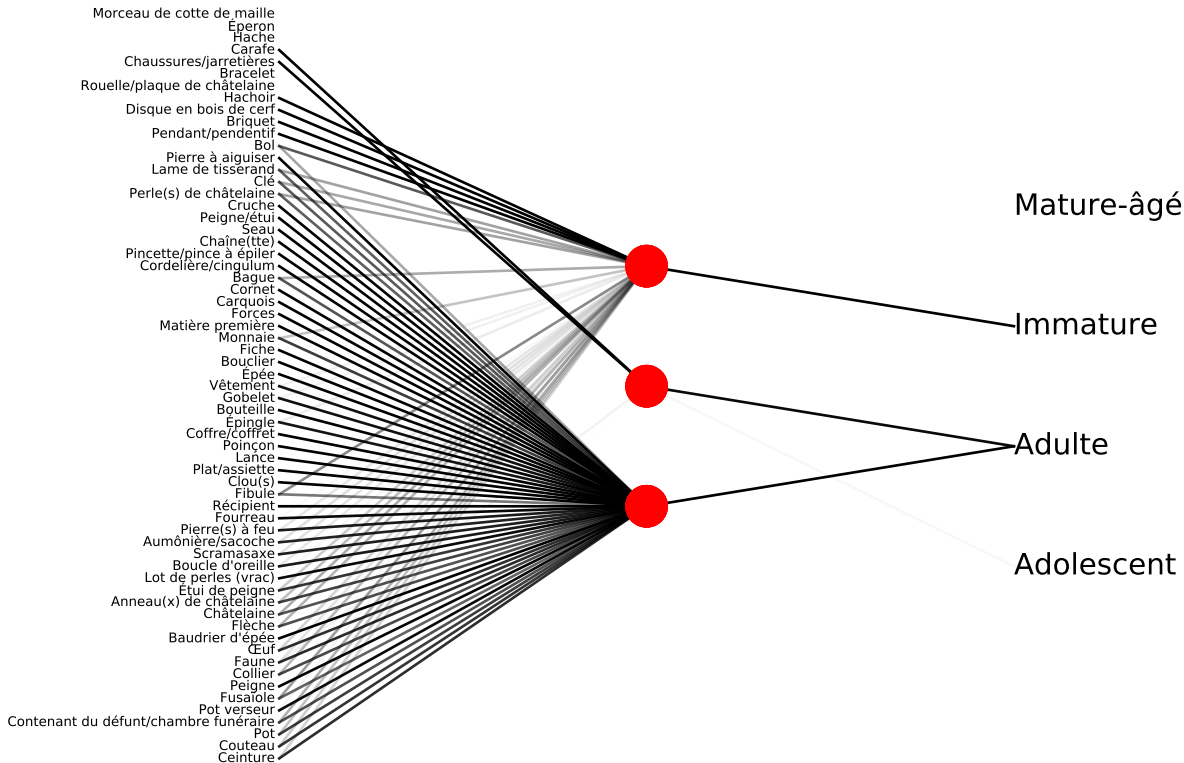 Morceau de cotte de maille
Éperon
Hache
Carafe
Chaussures/jarretières
Bracelet
Rouelle/plaque de châtelaine
Hachoir
Disque en bois de cerf
Briquet
Pendant/pendentif
Bol
Pierre à aiguiser
Lame de tisserand
Clé
Perle(s) de châtelaine
Cruche
Peigne/étui
Seau
Chaîne(tte)
Pincette/pince à épiler
Cordelière/cingulum
Bague
Cornet
Carquois
Forces
Matière première
Monnaie
Fiche
Bouclier
Épée
Vêtement
Gobelet
Bouteille
Épingle
Coffre/coffret
Poinçon
Lance
Plat/assiette
Clou(s)
Fibule
Récipient
Fourreau
Pierre(s) à feu
Aumônière/sacoche
Scramasaxe
Boucle d'oreille
Lot de perles (vrac)
Étui de peigne
Anneau(x) de châtelaine
Châtelaine
Flèche
Baudrier d'épée
Œuf
Faune
Collier
Peigne
Fusaïole
Pot verseur
Contenant du défunt/chambre funéraire
Pot
Couteau
Ceinture
Mature-âgé
Immature
Adulte
Adolescent